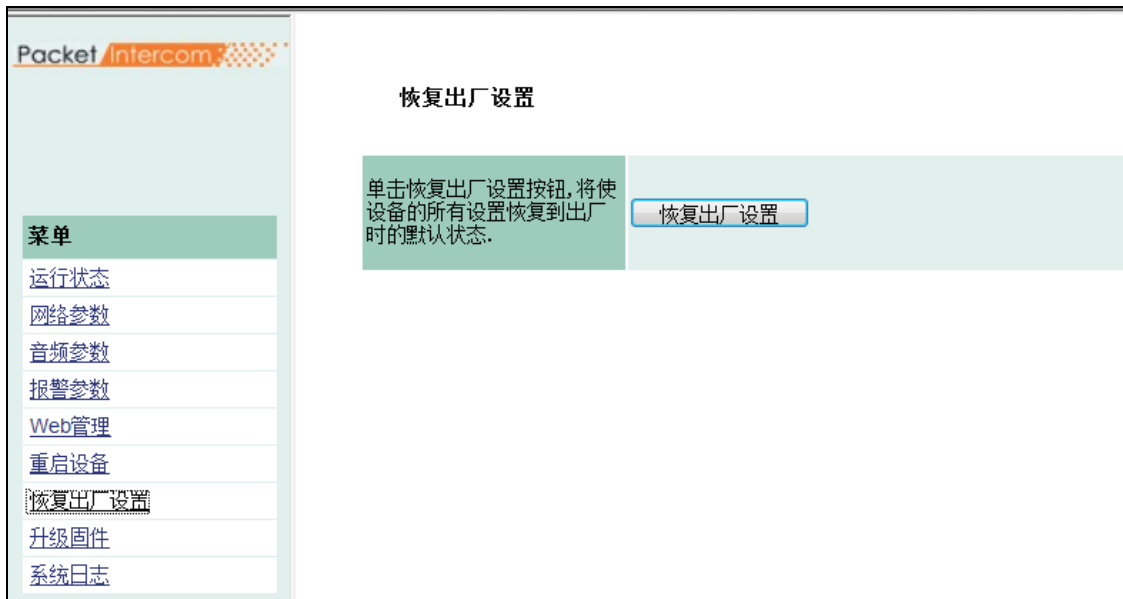 Packet Intercom
菜单
运行状态
网络参数
音频参数
报警参数
Web管理
重启设备
恢复出厂设置
升级固件
系统日志
恢复出厂设置
单击恢复出厂设置按钮,将使
设备的所有设置恢复到出厂
时的默认状态.
恢复出厂设置